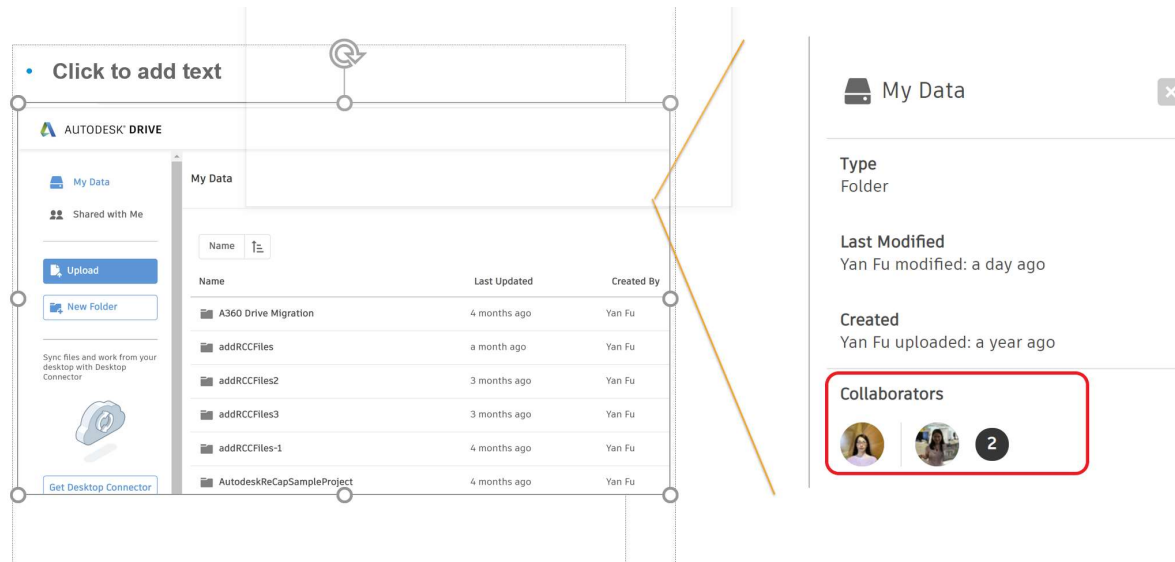 • Click to add text
AUTODESK® DRIVE
My Data
Shared with Me
Upload
New Folder
Sync files and work from your
desktop with Desktop
Connector
Get Desktop Connector
My Data
Name
Name Last Updated Created By
A360 Drive Migration 4 months ago Yan Fu
addRCCFiles a month ago Yan Fu
addRCCFiles2 3 months ago Yan Fu
addRCCFiles3 3 months ago Yan Fu
addRCCFiles-1 4 months ago Yan Fu
AutodeskReCapSampleProject 4 months ago Yan Fu
My Data
Type
Folder
Last Modified
Yan Fu modified: a day ago
Created
Yan Fu uploaded: a year ago
Collaborators
2